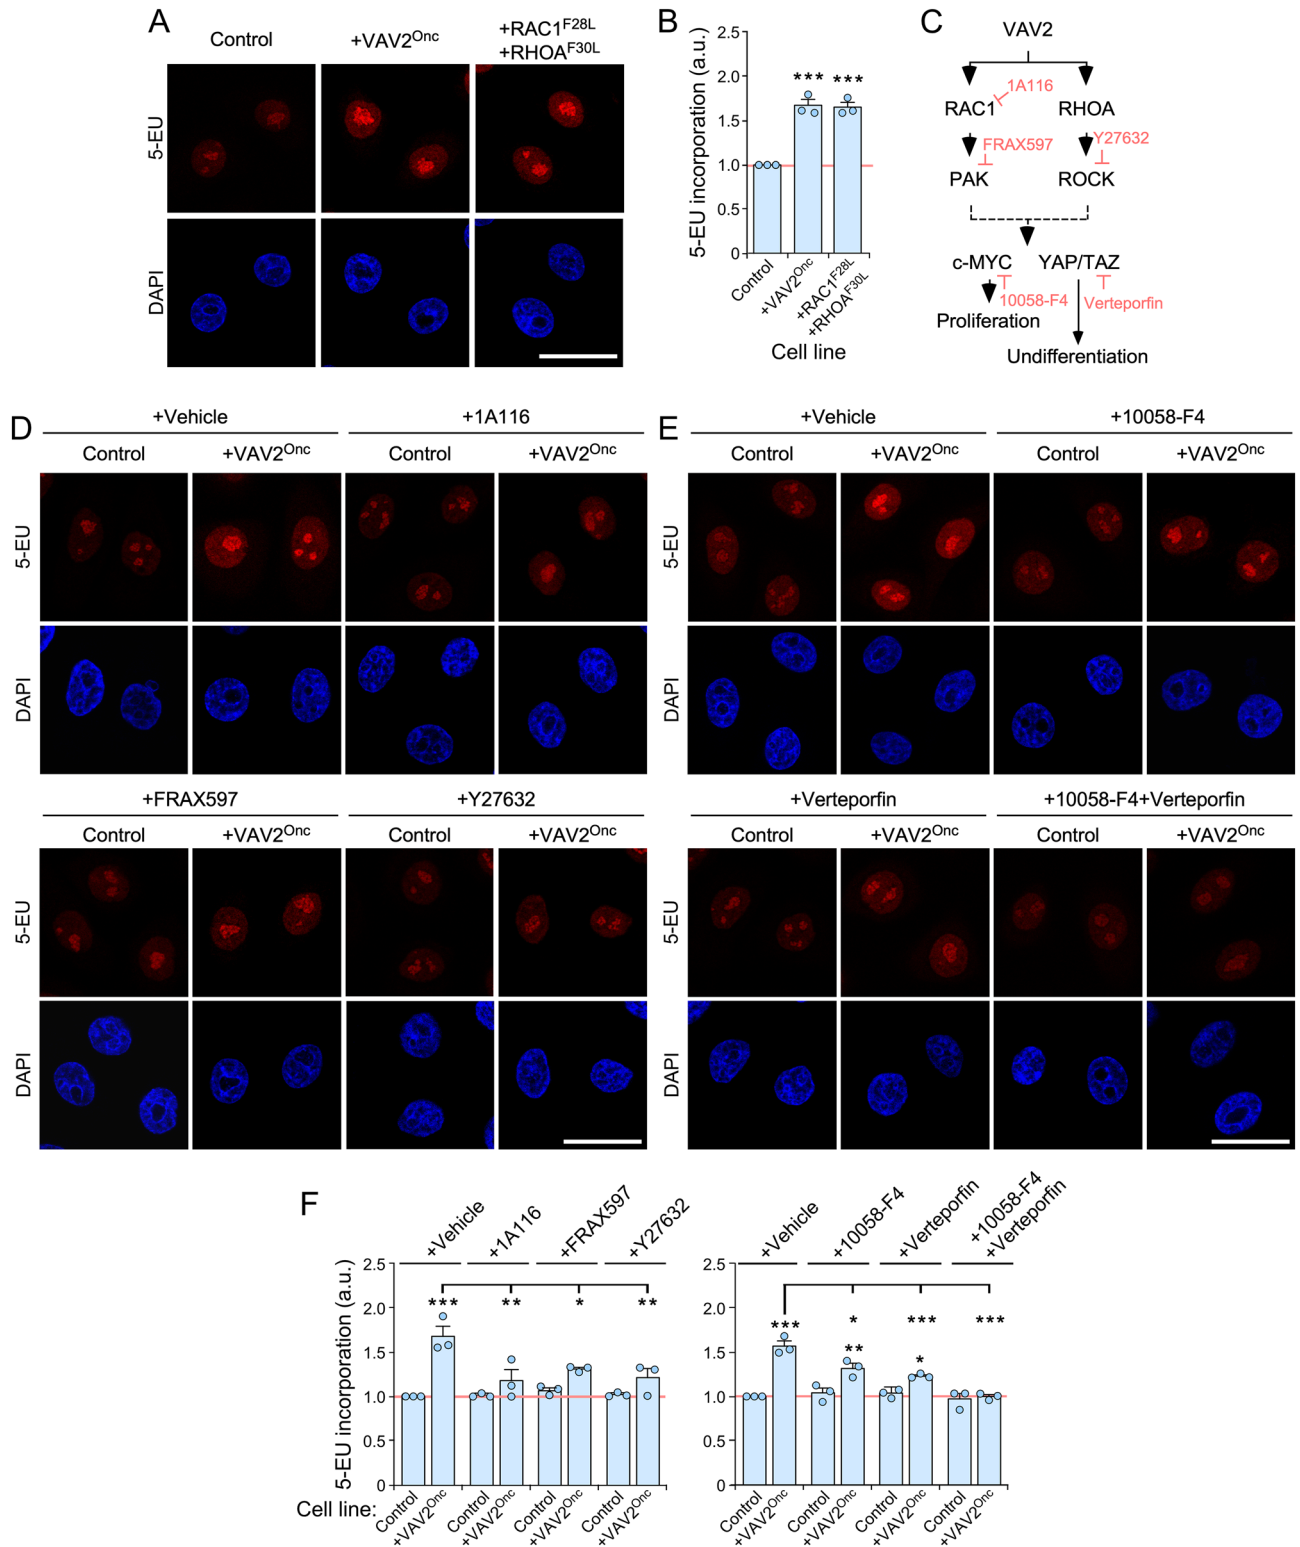 A
Control
+VAV2Onc
+RAC1F28L
+RHOAF30L
5-EU
DAPI
B
5-EU incorporation (a.u.)
2.5
2.0
1.5
1.0
0.5
0
***
***
Control
+VAV2Onc
+RAC1F28L
+RHOAF30L
Cell line
C
VAV2
1A116
RAC1
RHOA
FRAX597
Y27632
PAK
ROCK
c-MYC
YAP/TAZ
10058-F4
Verteporfin
Proliferation
Undifferentiation
D
+Vehicle
+1A116
Control
+VAV2Onc
Control
+VAV2Onc
5-EU
DAPI
+FRAX597
+Y27632
Control
+VAV2Onc
Control
+VAV2Onc
5-EU
DAPI
E
+Vehicle
+10058-F4
Control
+VAV2Onc
Control
+VAV2Onc
5-EU
DAPI
+Verteporfin
+10058-F4+Verteporfin
Control
+VAV2Onc
Control
+VAV2Onc
5-EU
DAPI
F
+Vehicle
+1A116
+FRAX597
+Y27632
5-EU incorporation (a.u.)
2.5
2.0
1.5
1.0
0.5
0
***
**
*
**
Cell line:
Control
+VAV2Onc
Control
+VAV2Onc
Control
+VAV2Onc
Control
+VAV2Onc
+Vehicle
+10058-F4
+Verteporfin
+10058-F4
+Verteporfin
2.5
2.0
1.5
1.0
0.5
0
***
*
**
***
*
***
Control
+VAV2Onc
Control
+VAV2Onc
Control
+VAV2Onc
Control
+VAV2Onc